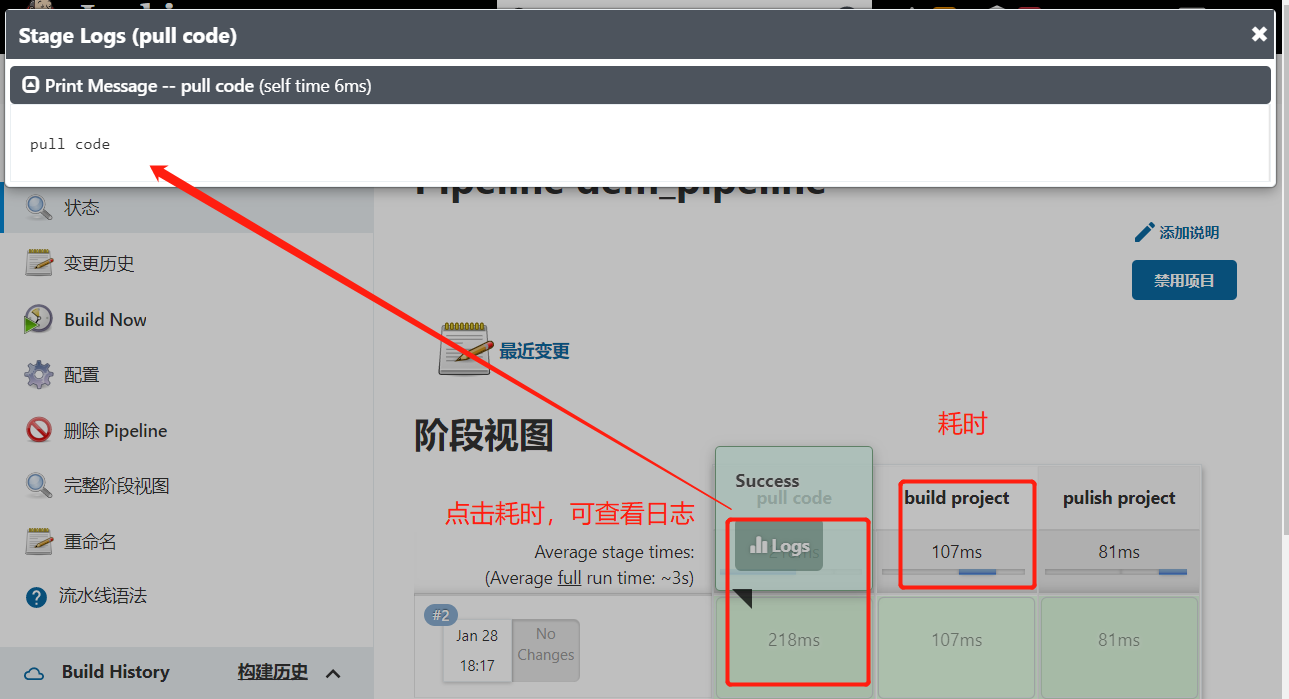 Stage Logs (pull code)
Print Message -- pull code (self time 6ms)
pull code
状态
变更历史
Build Now
配置
删除 Pipeline
完整阶段视图
重命名
流水线语法
Build History 构建历史
添加说明
禁用项目
最近变更
阶段视图
耗时
点击耗时，可查看日志
Success
pull code
build project
pulish project
Logs
Average stage times:
(Average full run time: ~3s)
107ms
81ms
#2
Jan 28
18:17
No
Changes
218ms
107ms
81ms